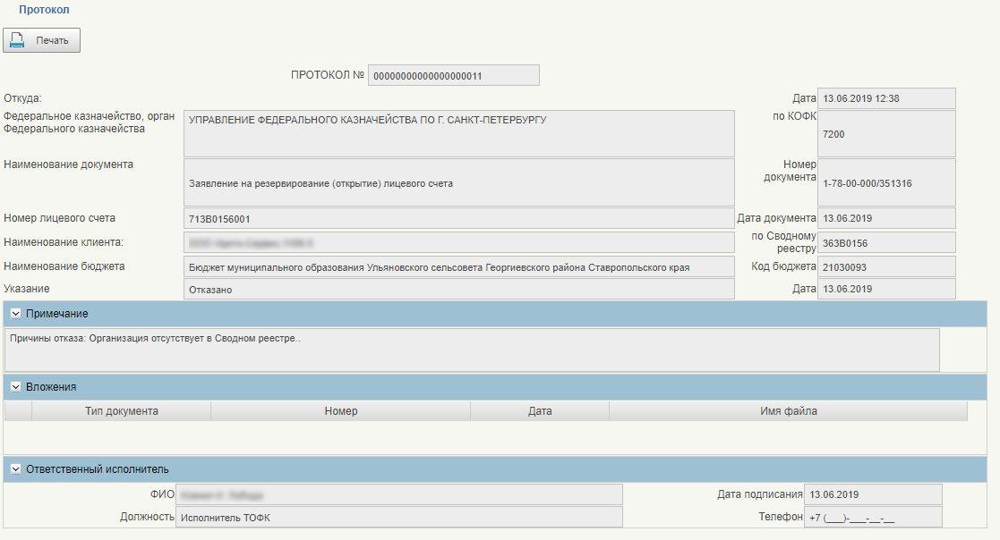 Протокол
Печать
ПРОТОКОЛ № 00000000000000000011
Откуда: Дата 13.06.2019 12:38
Федеральное казначейство, орган
Федерального казначейства
УПРАВЛЕНИЕ ФЕДЕРАЛЬНОГО КАЗНАЧЕЙСТВА ПО Г. САНКТ-ПЕТЕРБУРГУ
по КОФК
7200
Наименование документа
Заявление на резервирование (открытие) лицевого счета
Номер
документа
1-78-00-000/351316
Номер лицевого счета 713В0156001 Дата документа 13.06.2019
Наименование клиента:
по Сводному
реестру
363В0156
Наименование бюджета Бюджет муниципального образования Ульяновского сельсовета Георгиевского района Ставропольского края Код бюджета 21030093
Указание Отказано Дата 13.06.2019
Примечание
Причины отказа: Организация отсутствует в Сводном реестре..
Вложения
Тип документа Номер Дата Имя файла
Ответственный исполнитель
ФИО Дата подписания 13.06.2019
Должность Исполнитель ТОФК Телефон +7 (___)-___-__-__